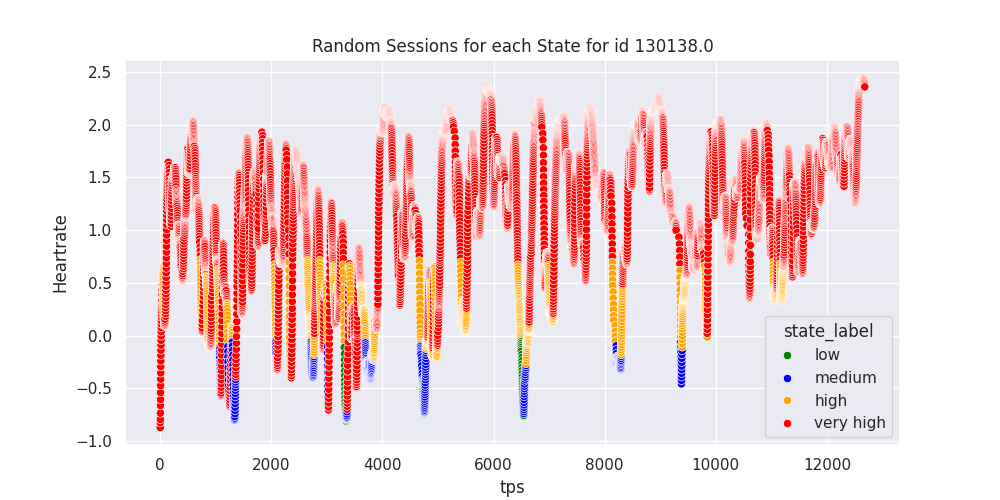 Random Sessions for each State for id 130138.0
2.5
2.0
1.5
1.0
0.5
0.0
−0.5
−1.0
Heartrate
0
2000
4000
6000
8000
10000
12000
tps
state_label
low
medium
high
very high